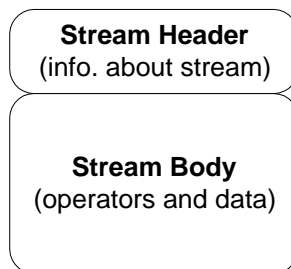 Stream Header
(info. about stream)
Stream Body
(operators and data)